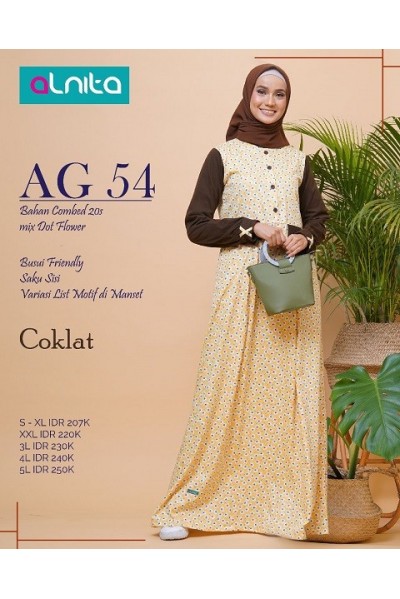 alnita
AG 54
Bahan Combed 20s
mix Dot Flower
Busui Friendly
Saku Sisi
Variasi List Motif di Manset
Coklat
S - XL IDR 207K
XXL IDR 220K
3L IDR 230K
4L IDR 240K
5L IDR 250K